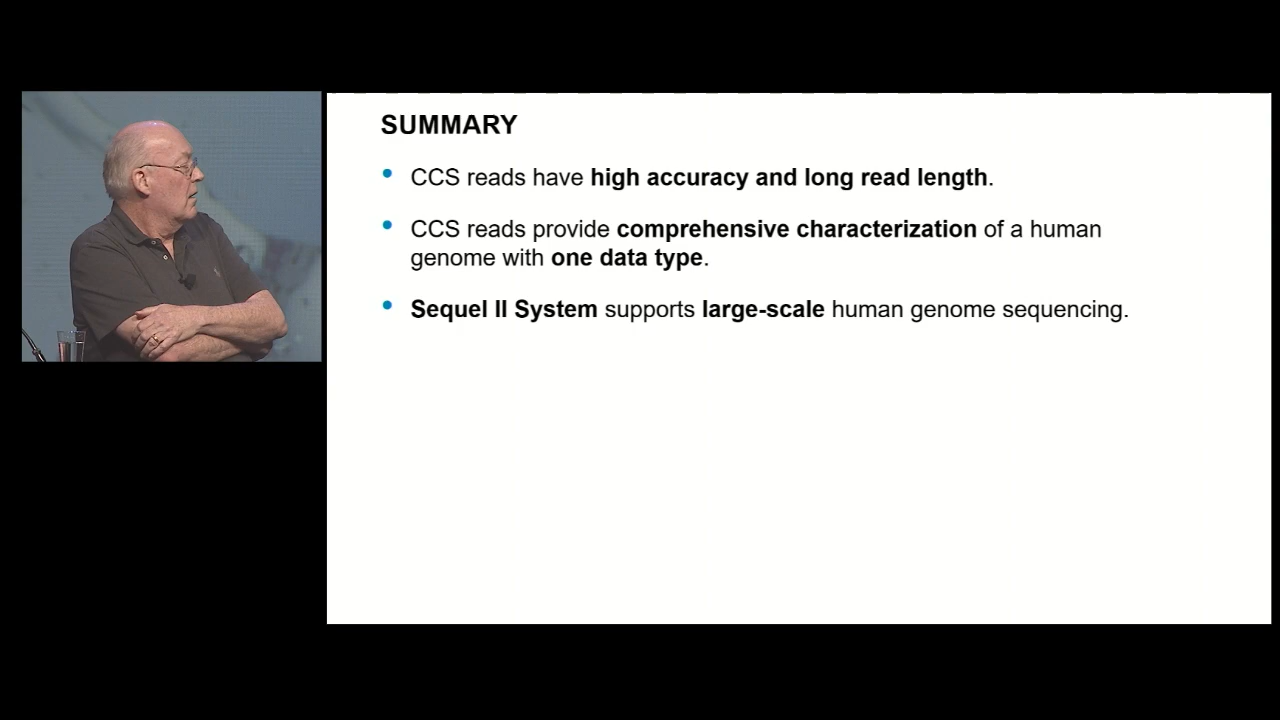 SUMMARY
CCS reads have high accuracy and long read length.
CCS reads provide comprehensive characterization of a human
genome with one data type.
Sequel II System supports large-scale human genome sequencing.